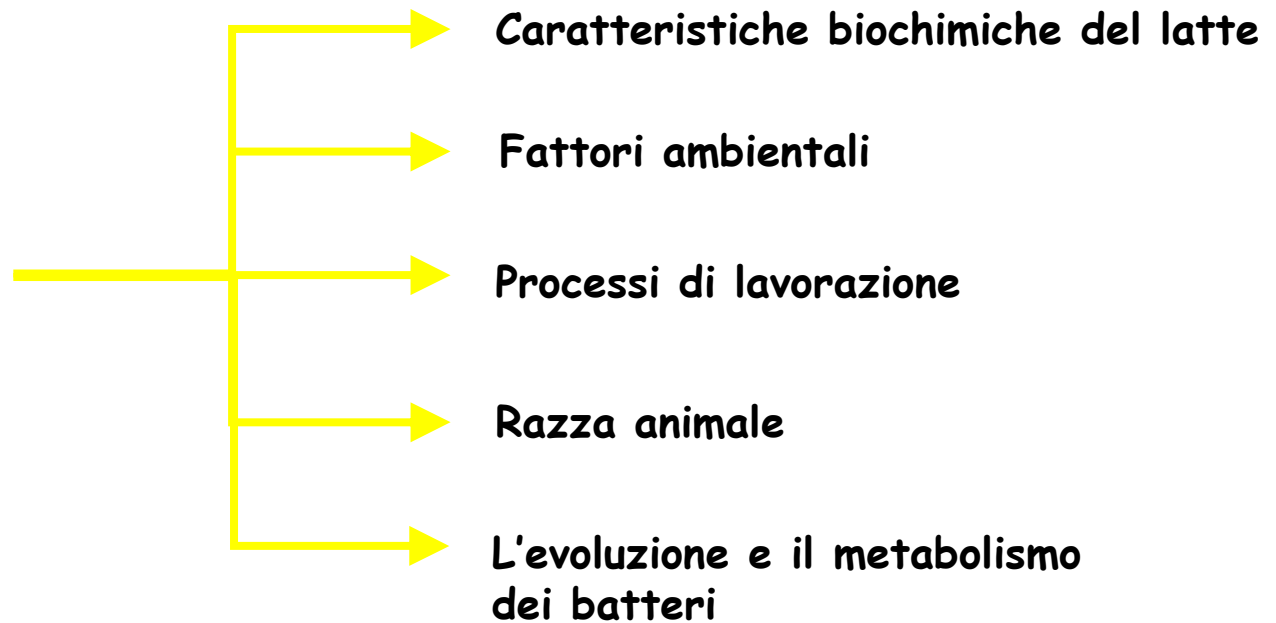 Caratteristiche biochimiche del latte
Fattori ambientali
Processi di lavorazione
Razza animale
L'evoluzione e il metabolismo
dei batteri